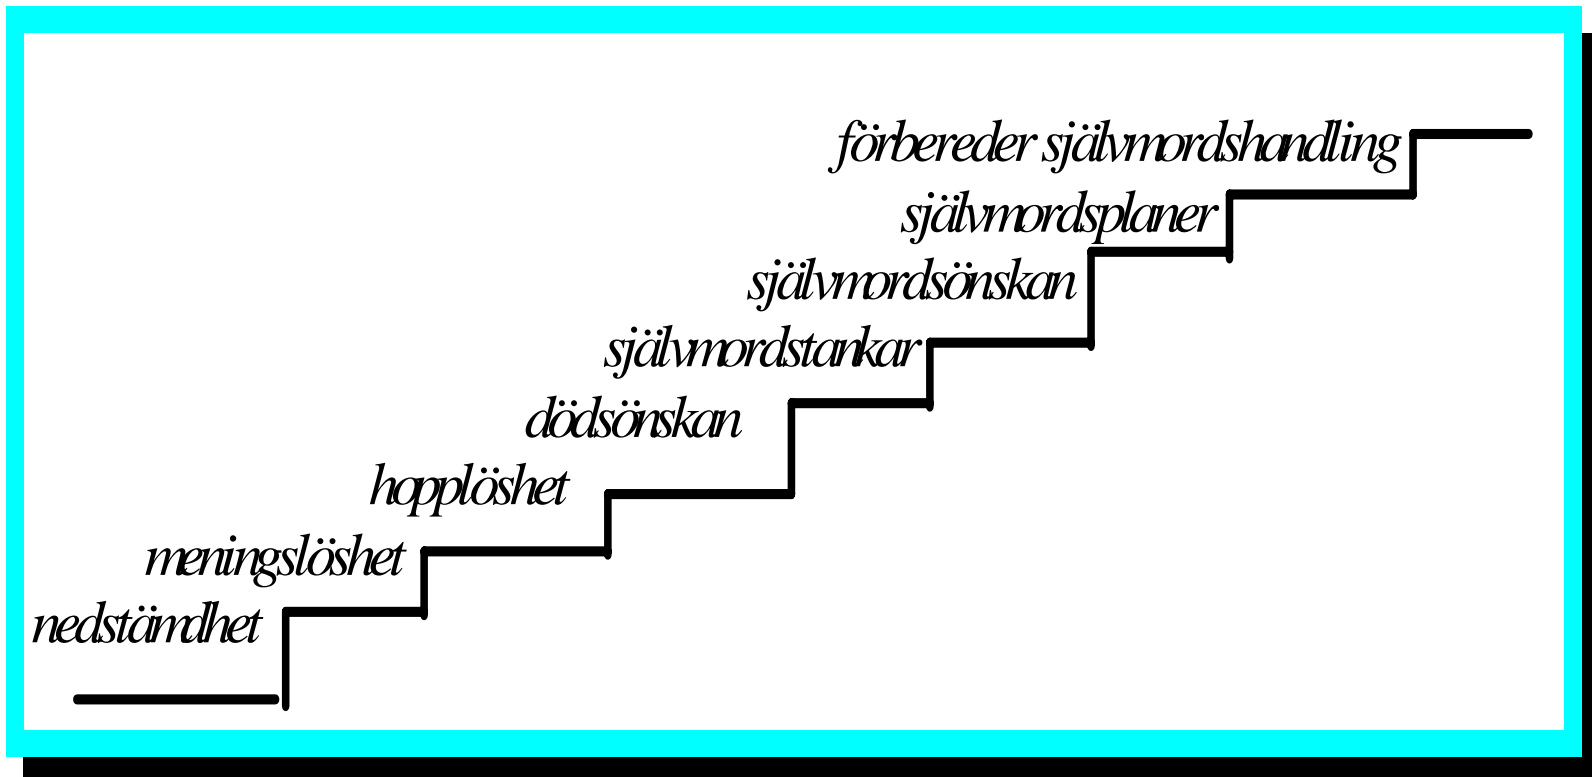 förbereder självmordshandling
självmordsplaner
självmordsönskan
självmordstankar
dödsönskan
hopplöshet
meningslöshet
nedstämdhet